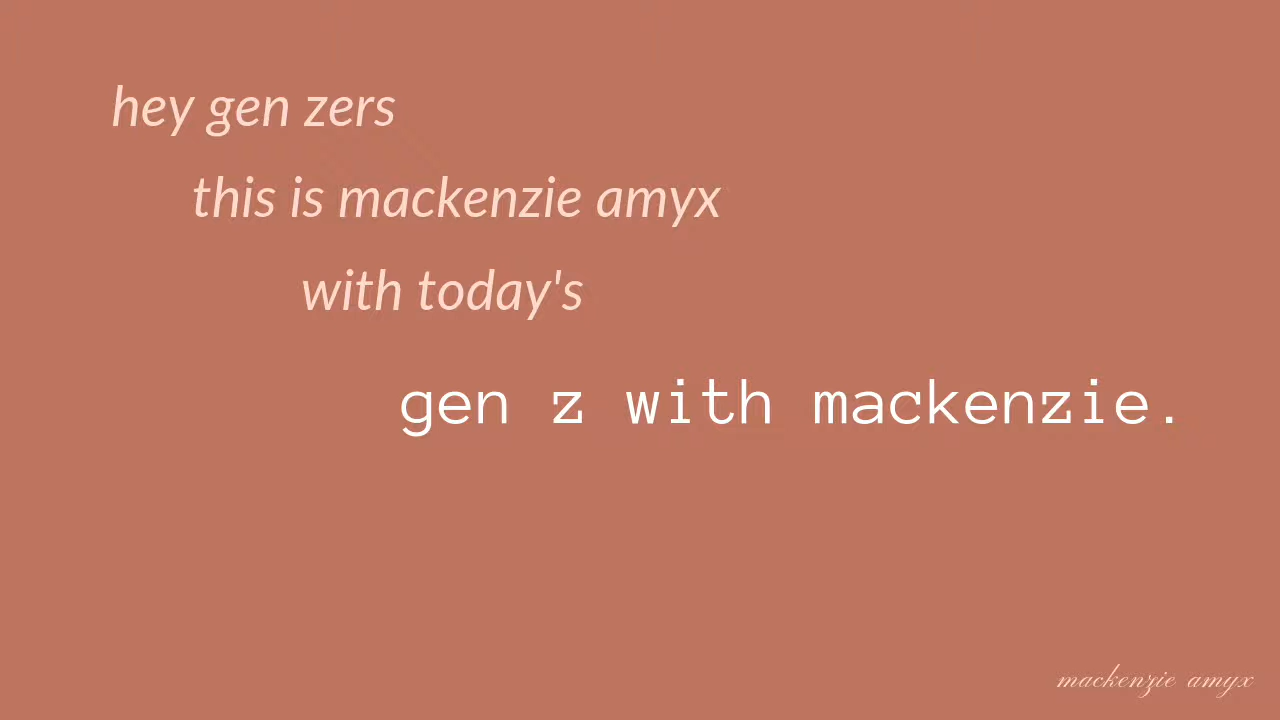 hey gen zers
this is mackenzie amyx
with today's
gen z with mackenzie.
mackenzie amyx